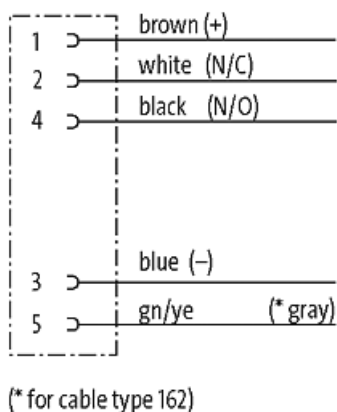 1 brown (+)
2 white (N/C)
4 black (N/O)
3 blue (–)
5 gn/ye (* gray)
(* for cable type 162)